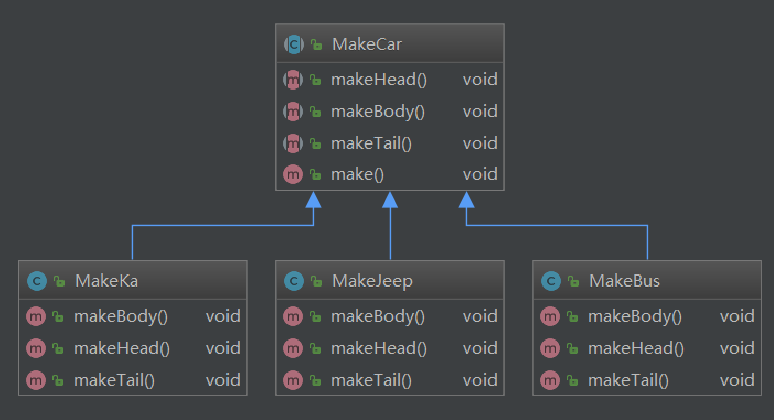 MakeCar
makeHead() void
makeBody() void
makeTail() void
make() void
MakeKa
makeBody() void
makeHead() void
makeTail() void
MakeJeep
makeBody() void
makeHead() void
makeTail() void
MakeBus
makeBody() void
makeHead() void
makeTail() void